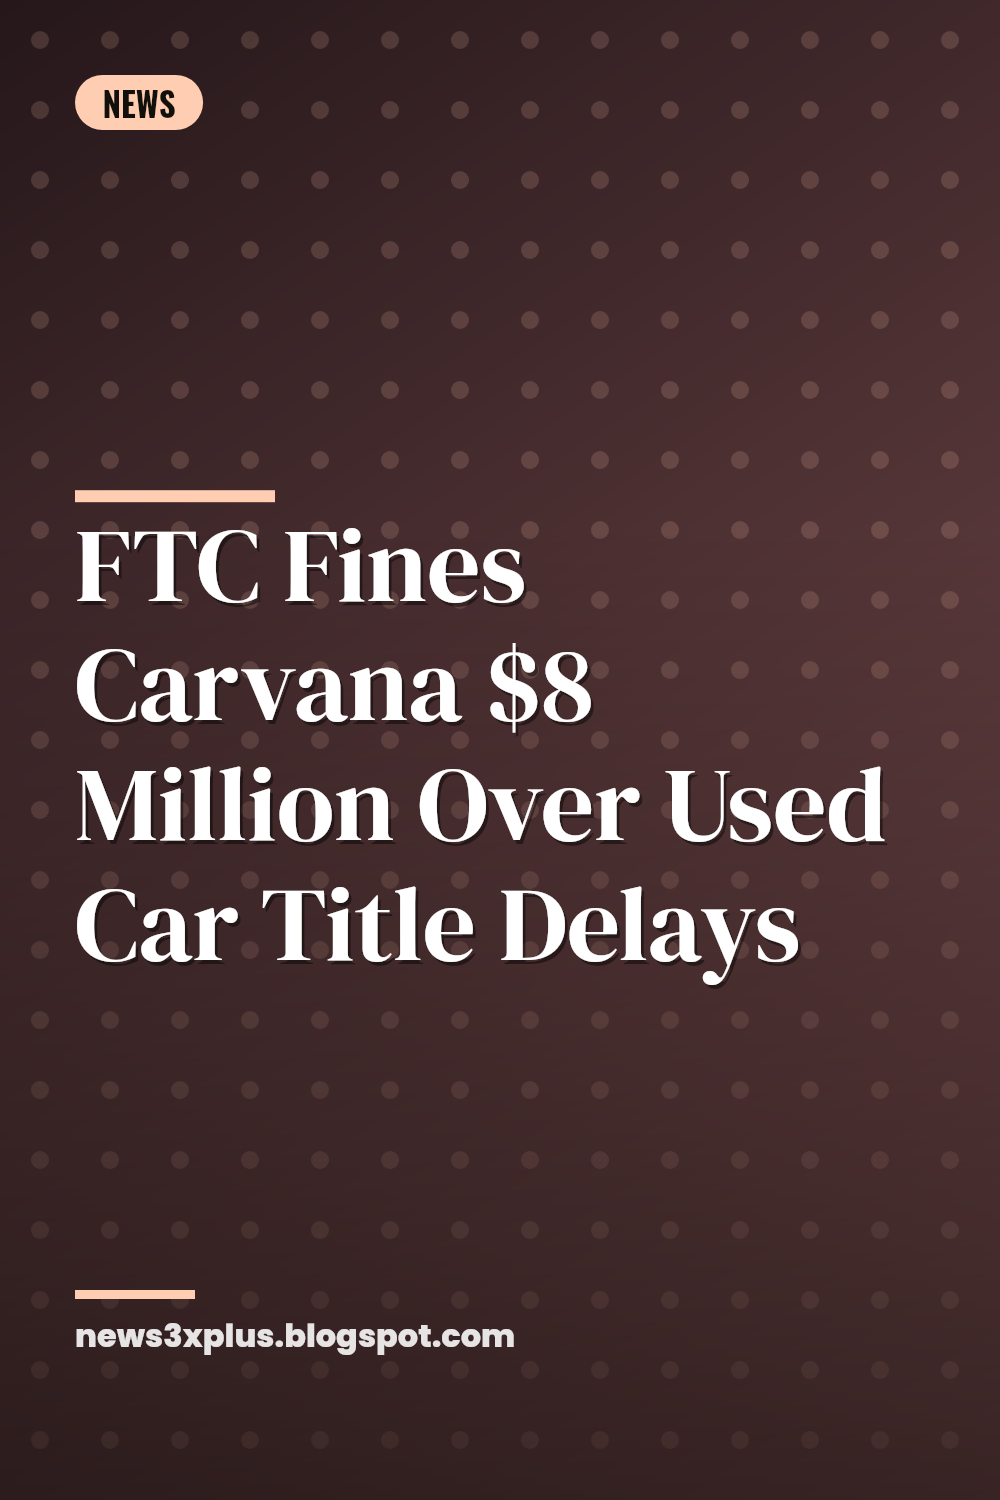 NEWS
FTC Fines
Carvana $8
Million Over Used
Car Title Delays
news3xplus.blogspot.com